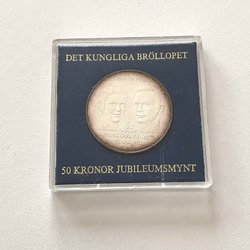 DET KUNGLIGA BRÖLLOPET
50 KRONOR JUBILEUMSMYNT